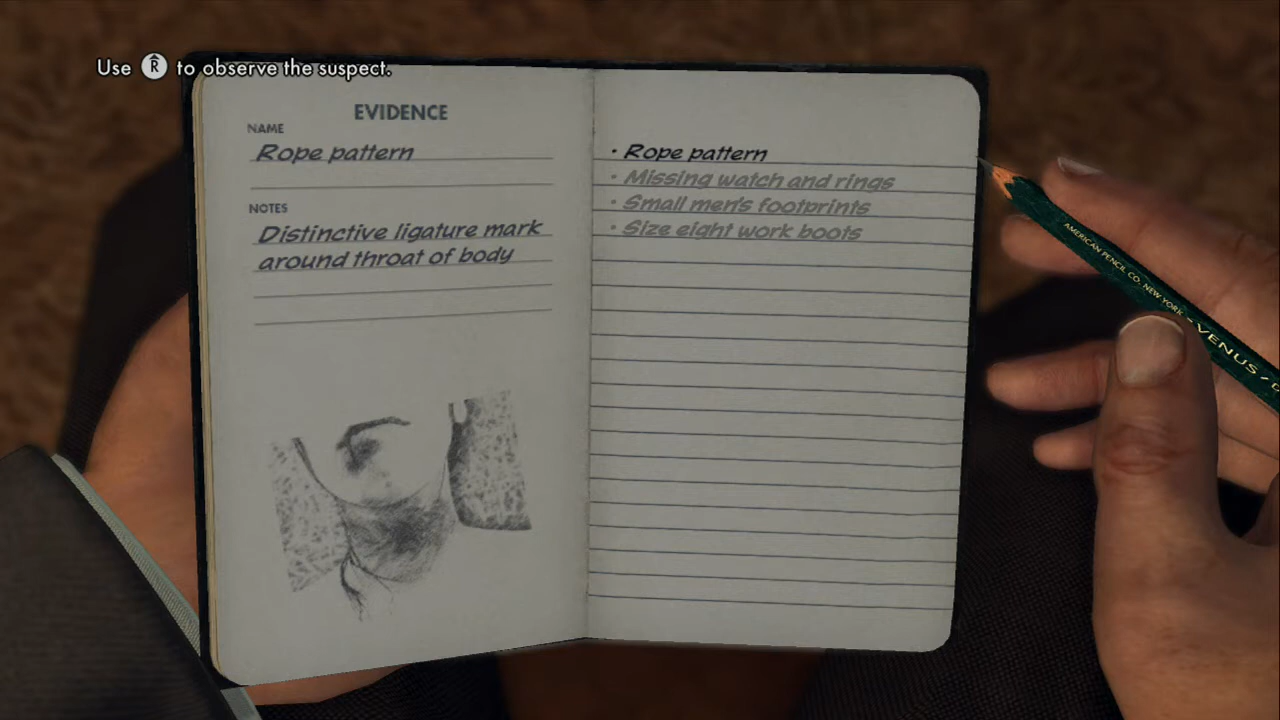 Use R to observe the suspect.
EVIDENCE
NAME
Rope pattern
NOTES
Distinctive ligature mark
around throat of body
· Rope pattern
· Missing watch and rings
· Small men's footprints
· Size eight work boots
AMERICAN PENCIL CO. NEW YORK
VENUS